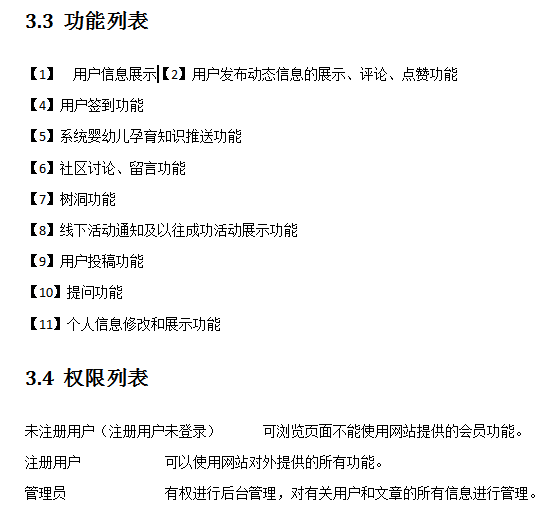 3.3 功能列表
【1】 用户信息展示【2】用户发布动态信息的展示、评论、点赞功能
【4】用户签到功能
【5】系统婴幼儿孕育知识推送功能
【6】社区讨论、留言功能
【7】树洞功能
【8】线下活动通知及以往成功活动展示功能
【9】用户投稿功能
【10】提问功能
【11】个人信息修改和展示功能
3.4 权限列表
未注册用户（注册用户未登录） 可浏览页面不能使用网站提供的会员功能。
注册用户 可以使用网站对外提供的所有功能。
管理员 有权进行后台管理，对有关用户和文章的所有信息进行管理。